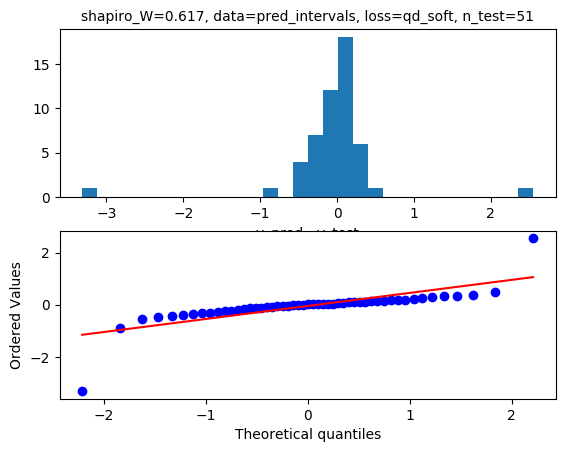 shapiro_W=0.617, data=pred_intervals, loss=qd_soft, n_test=51
15
10
5
0
−3 −2 −1 0 1 2
2
0
−2
Ordered Values
−2 −1 0 1 2
Theoretical quantiles